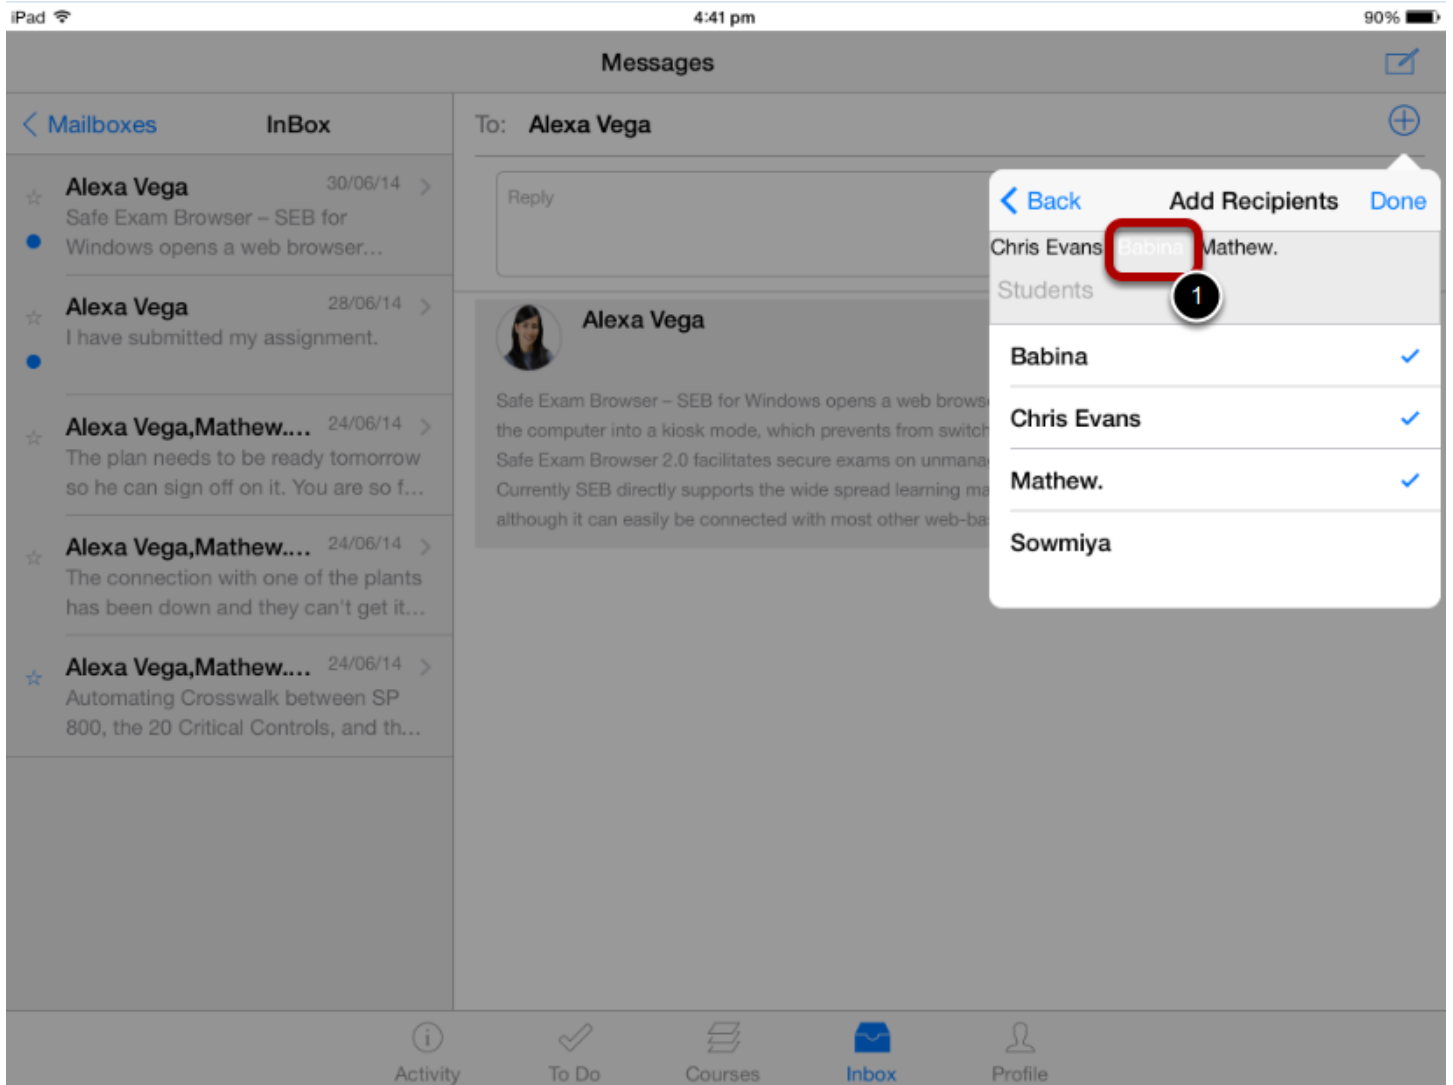 iPad
4:41 pm
90%
Messages
Mailboxes
InBox
Alexa Vega
30/06/14
Safe Exam Browser – SEB for
Windows opens a web browser...
Alexa Vega
28/06/14
I have submitted my assignment.
Alexa Vega,Mathew....
24/06/14
The plan needs to be ready tomorrow
so he can sign off on it. You are so f...
Alexa Vega,Mathew....
24/06/14
The connection with one of the plants
has been down and they can't get it...
Alexa Vega,Mathew....
24/06/14
Automating Crosswalk between SP
800, the 20 Critical Controls, and th...
To: Alexa Vega
Reply
Alexa Vega
Safe Exam Browser – SEB for Windows opens a web brows
the computer into a kiosk mode, which prevents from switch
Safe Exam Browser 2.0 facilitates secure exams on unmana
Currently SEB directly supports the wide spread learning ma
although it can easily be connected with most other web-ba
Back
Add Recipients
Done
Chris Evans Babina Mathew.
Students
1
Babina
Chris Evans
Mathew.
Sowmiya
Activity
To Do
Courses
Inbox
Profile